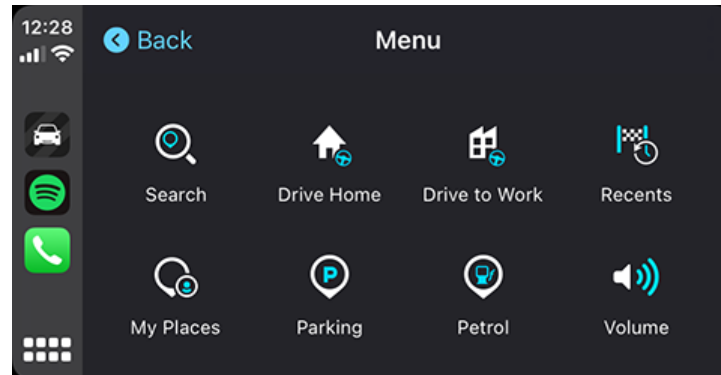 12:28
Back
Menu
Search
Drive Home
Drive to Work
Recents
My Places
P
Parking
Petrol
Volume